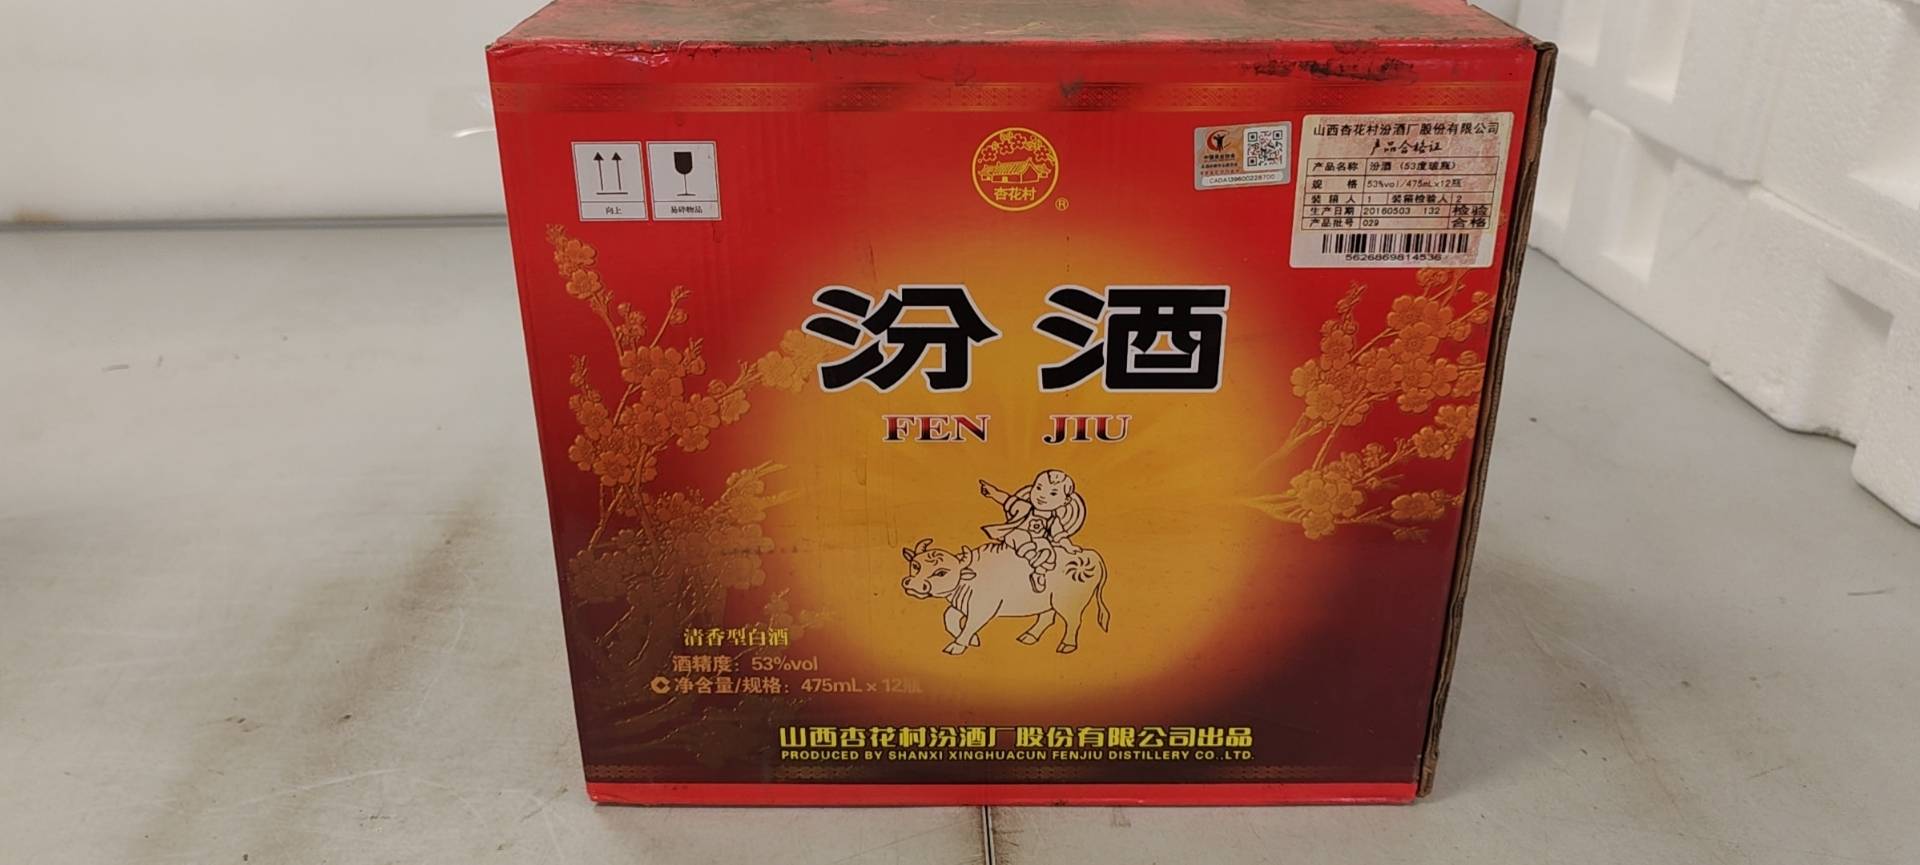 向上
易碎物品
杏花村
®
CADA139600228700
山西杏花村汾酒厂股份有限公司
产品合格证
产品名称 汾酒（53度玻瓶）
规 格 53%vol/475mL×12瓶
装箱人 1 装箱检验人 2
生产日期 20160503 132 检验
产品批号 029 合格
5626869814536
汾酒
FEN JIU
清香型白酒
酒精度：53%vol
净含量/规格：475mL×12瓶
山西杏花村汾酒厂股份有限公司出品
PRODUCED BY SHANXI XINGHUACUN FENJIU DISTILLERY CO.,LTD.